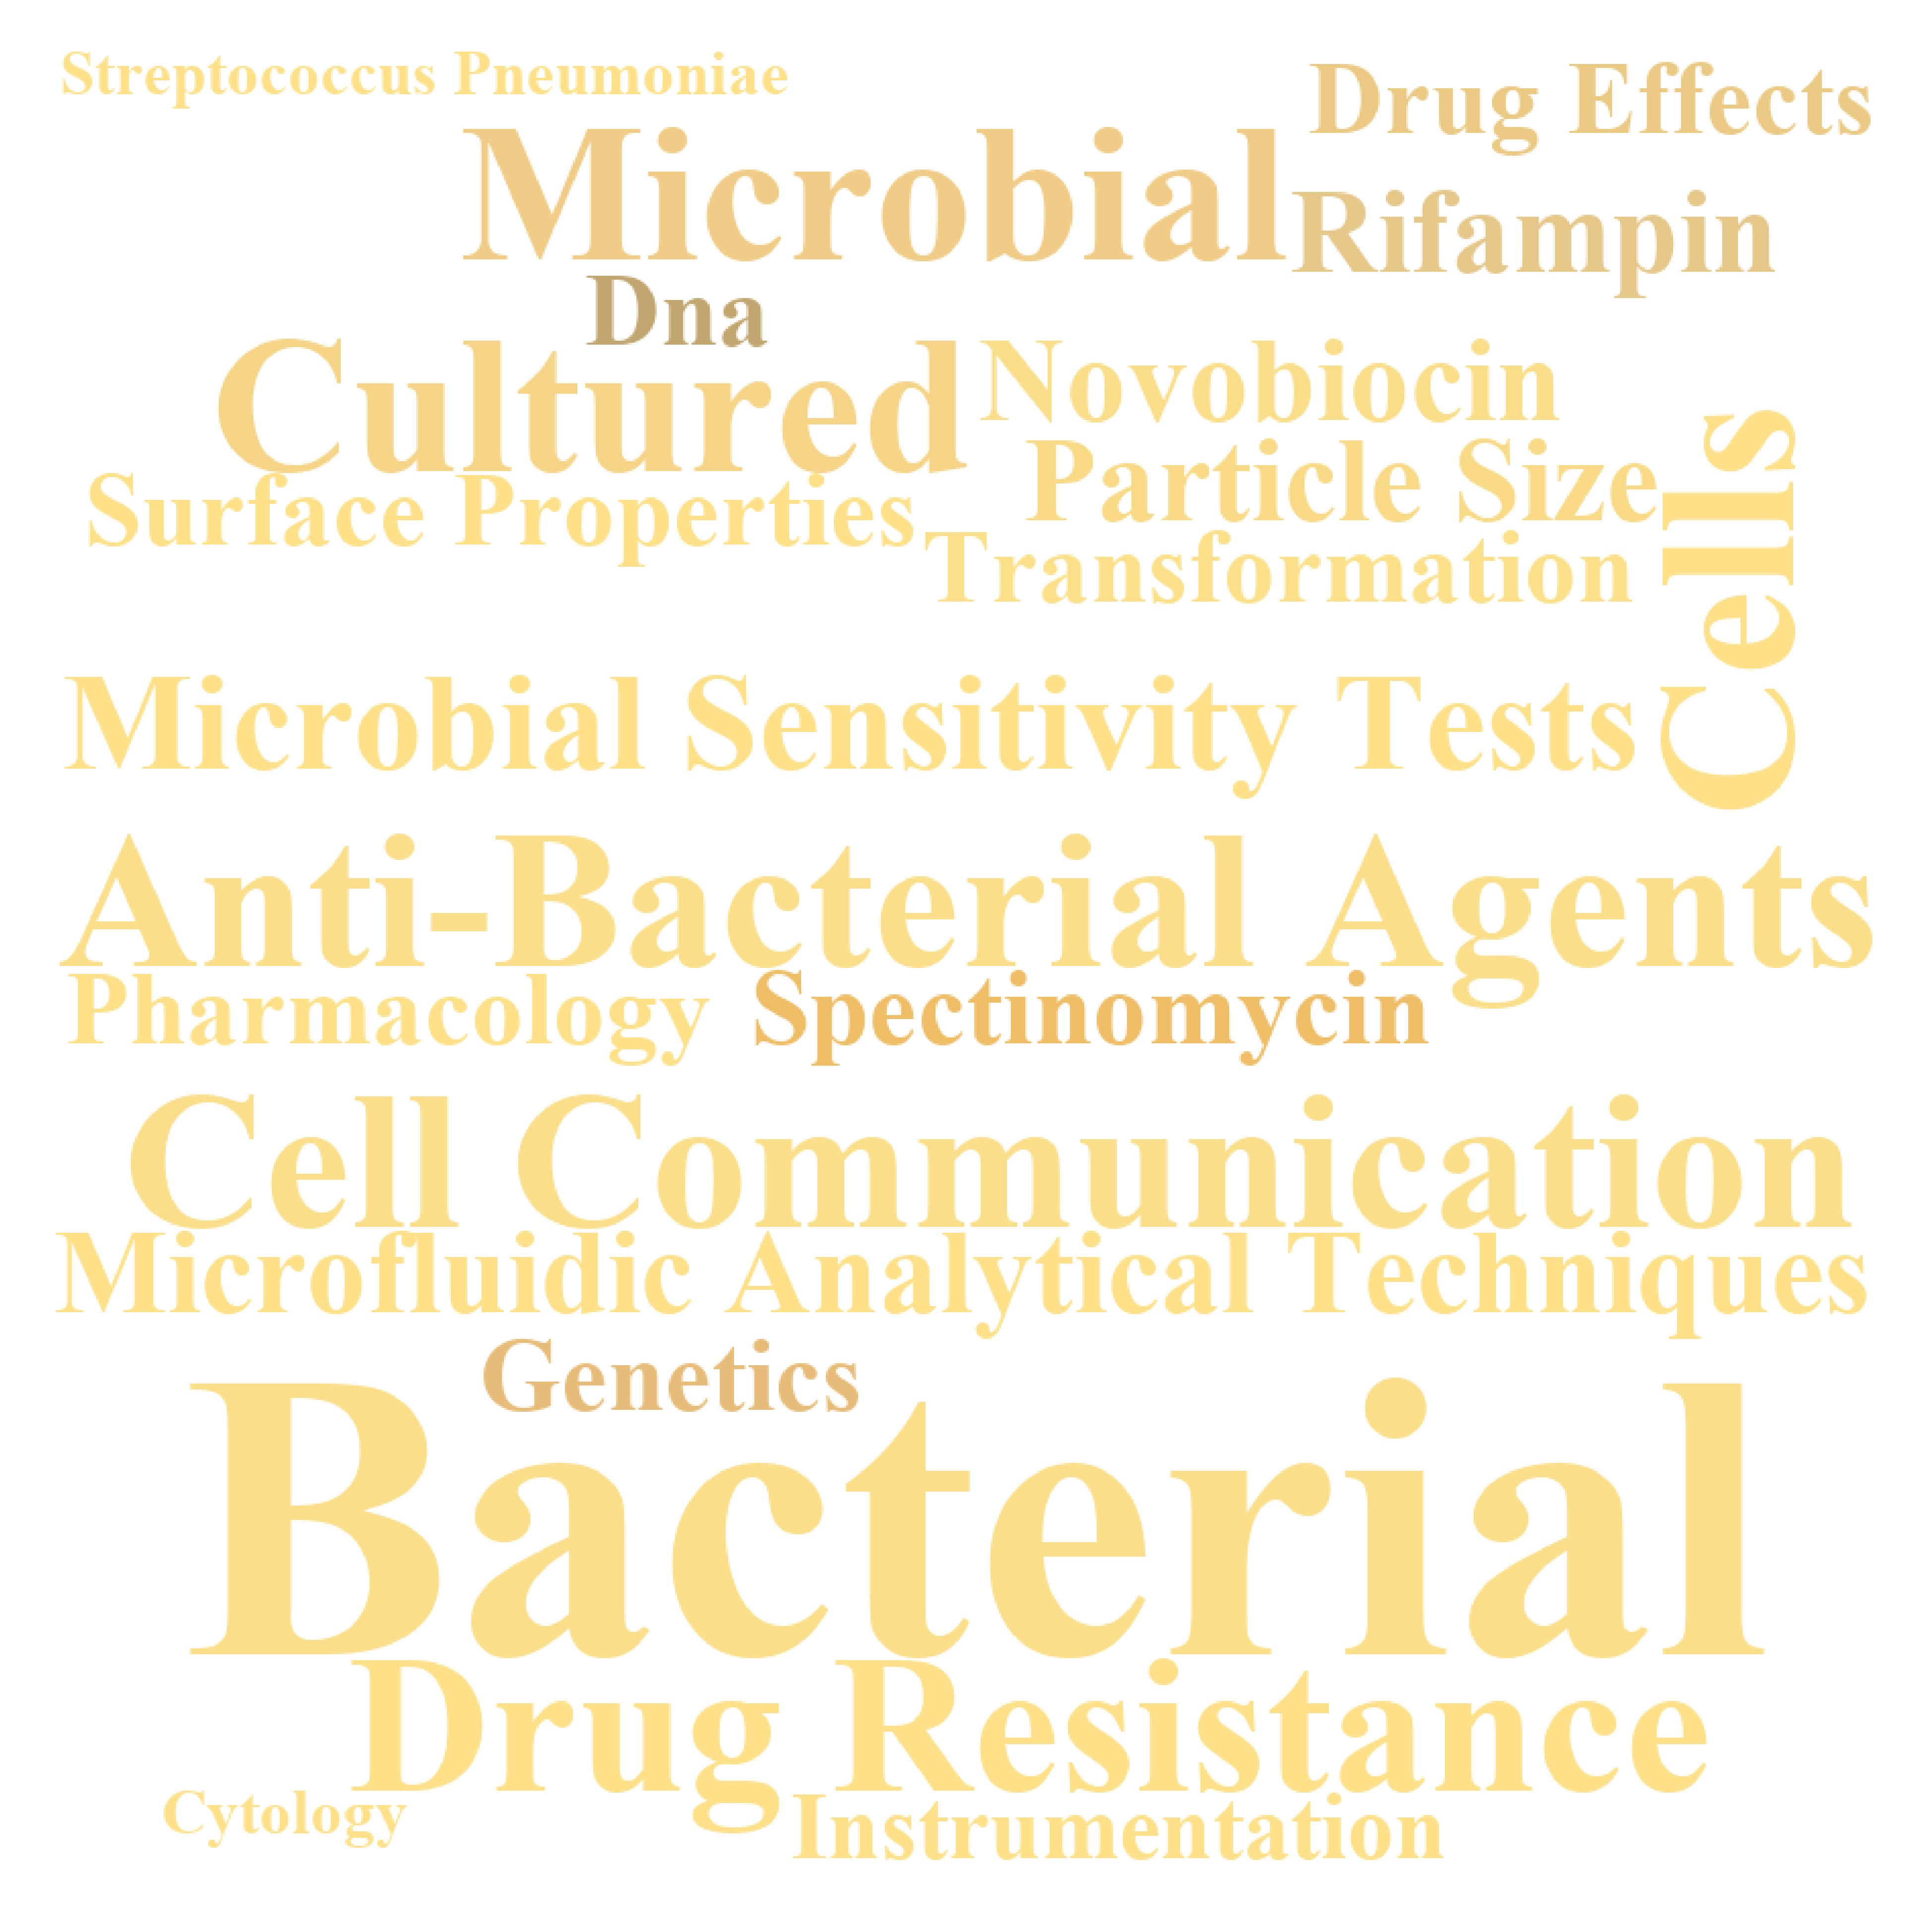 Streptococcus Pneumoniae
Drug Effects
Microbial
Rifampin
Dna
Cultured
Novobiocin
Cells
Particle Size
Surface Properties
Transformation
Microbial Sensitivity Tests
Anti-Bacterial Agents
Pharmacology
Spectinomycin
Cell Communication
Microfluidic Analytical Techniques
Genetics
Bacterial
Drug Resistance
Cytology
Instrumentation